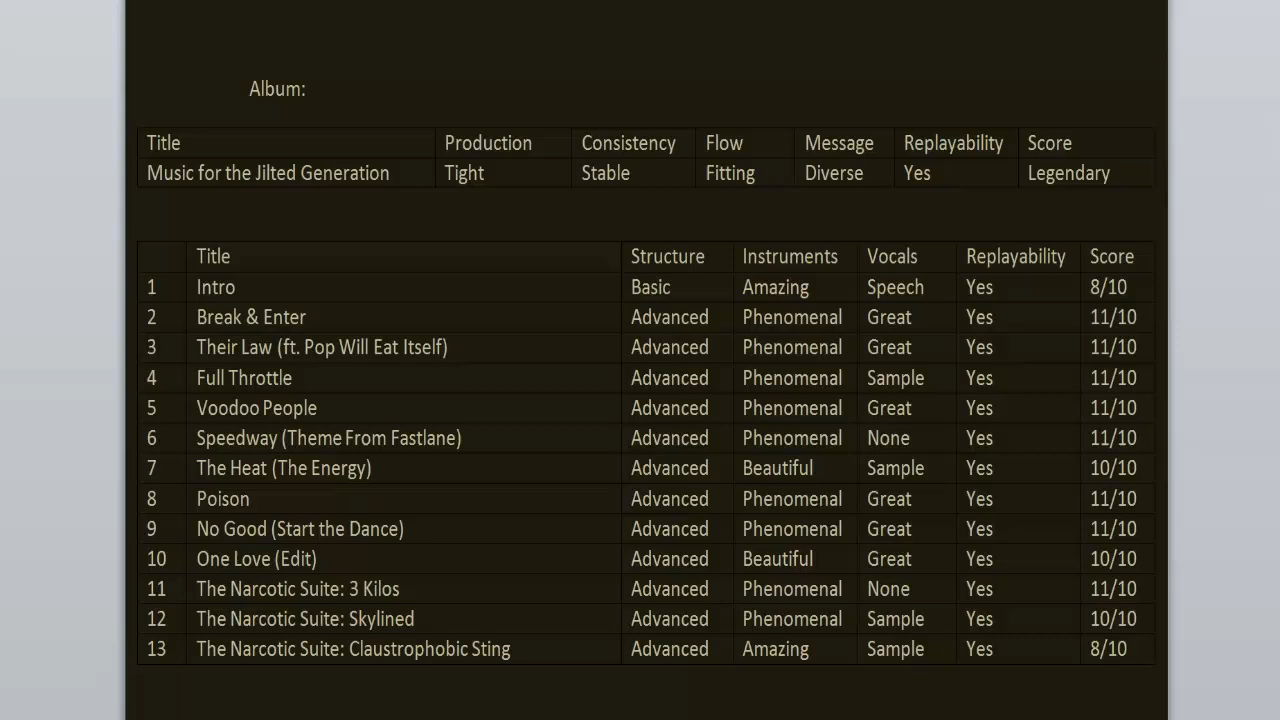 Album:
Title Production Consistency Flow Message Replayability Score
Music for the Jilted Generation Tight Stable Fitting Diverse Yes Legendary
Title Structure Instruments Vocals Replayability Score
1 Intro Basic Amazing Speech Yes 8/10
2 Break & Enter Advanced Phenomenal Great Yes 11/10
3 Their Law (ft. Pop Will Eat Itself) Advanced Phenomenal Great Yes 11/10
4 Full Throttle Advanced Phenomenal Sample Yes 11/10
5 Voodoo People Advanced Phenomenal Great Yes 11/10
6 Speedway (Theme From Fastlane) Advanced Phenomenal None Yes 11/10
7 The Heat (The Energy) Advanced Beautiful Sample Yes 10/10
8 Poison Advanced Phenomenal Great Yes 11/10
9 No Good (Start the Dance) Advanced Phenomenal Great Yes 11/10
10 One Love (Edit) Advanced Beautiful Great Yes 10/10
11 The Narcotic Suite: 3 Kilos Advanced Phenomenal None Yes 11/10
12 The Narcotic Suite: Skylined Advanced Phenomenal Sample Yes 10/10
13 The Narcotic Suite: Claustrophobic Sting Advanced Amazing Sample Yes 8/10